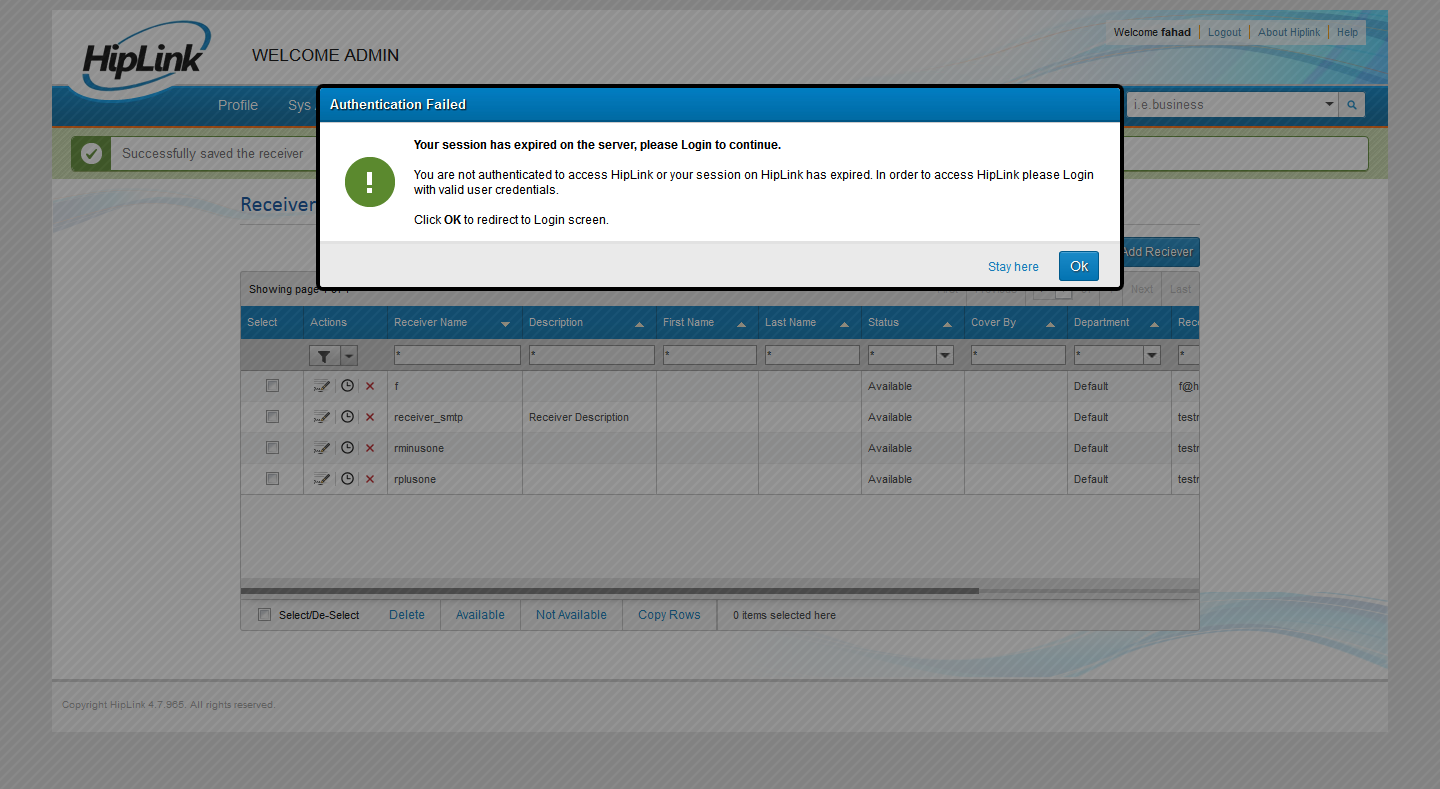 HipLink
WELCOME ADMIN
Welcome fahad
Logout
About Hiplink
Help
Profile
Sys
i.e.business
Authentication Failed
Successfully saved the receiver
Your session has expired on the server, please Login to continue.
You are not authenticated to access HipLink or your session on HipLink has expired. In order to access HipLink please Login
with valid user credentials.
Click OK to redirect to Login screen.
Stay here
Ok
Receiver
Add Reciever
Showing page
Next
Last
Select
Actions
Receiver Name
Description
First Name
Last Name
Status
Cover By
Department
Rece
* * * * * * * *
f Available Default f@h
receiver_smtp Receiver Description Available Default testr
rminusone Available Default testr
rplusone Available Default testr
Select/De-Select
Delete
Available
Not Available
Copy Rows
0 items selected here
Copyright HipLink 4.7.965. All rights reserved.